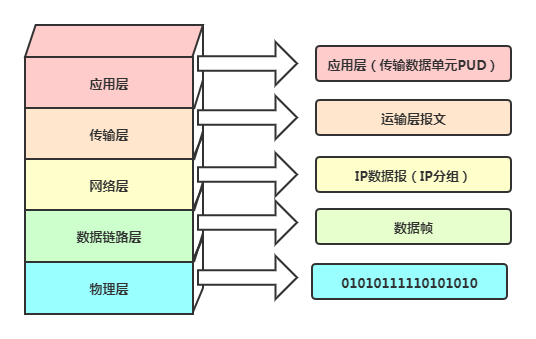 应用层
传输层
网络层
数据链路层
物理层
应用层（传输数据单元PUD）
运输层报文
IP数据报（IP分组）
数据帧
01010111110101010